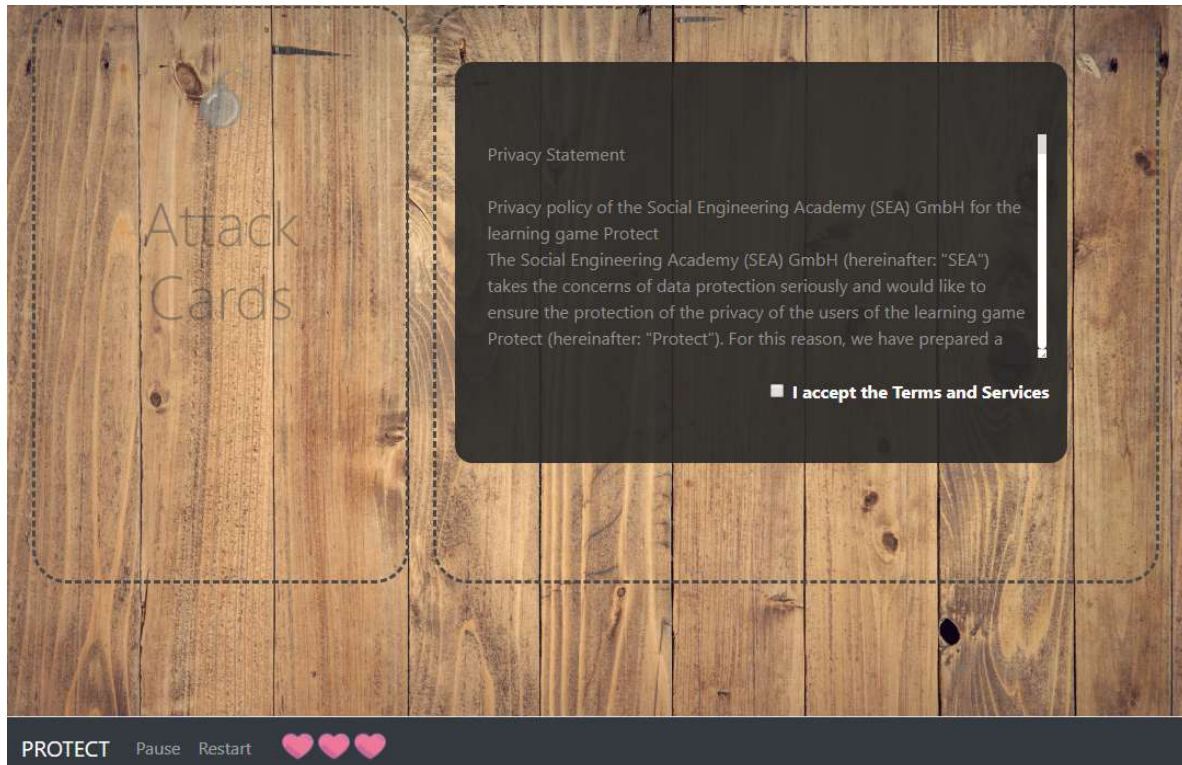 Attack
Cards
Privacy Statement
Privacy policy of the Social Engineering Academy (SEA) GmbH for the
learning game Protect
The Social Engineering Academy (SEA) GmbH (hereinafter: "SEA")
takes the concerns of data protection seriously and would like to
ensure the protection of the privacy of the users of the learning game
Protect (hereinafter: "Protect"). For this reason, we have prepared a
I accept the Terms and Services
PROTECT Pause Restart